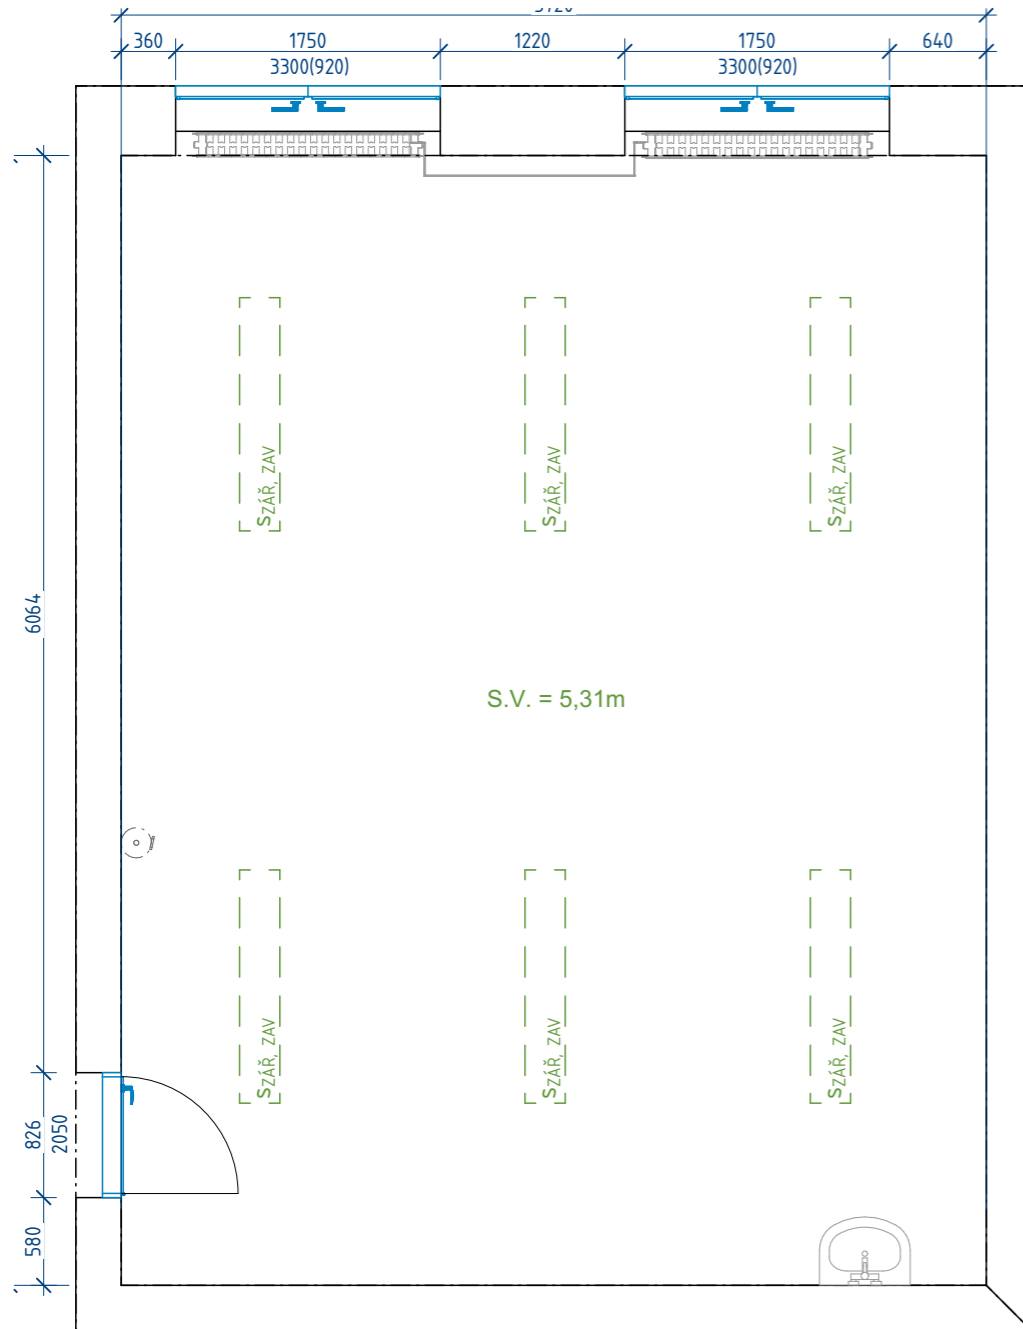 360 1750 1220 1750 640
3300(920) 3300(920)
SZÁŘ, ZAV SZÁŘ, ZAV SZÁŘ, ZAV
6064
S.V. = 5,31m
SZÁŘ, ZAV SZÁŘ, ZAV SZÁŘ, ZAV
826
2050
580